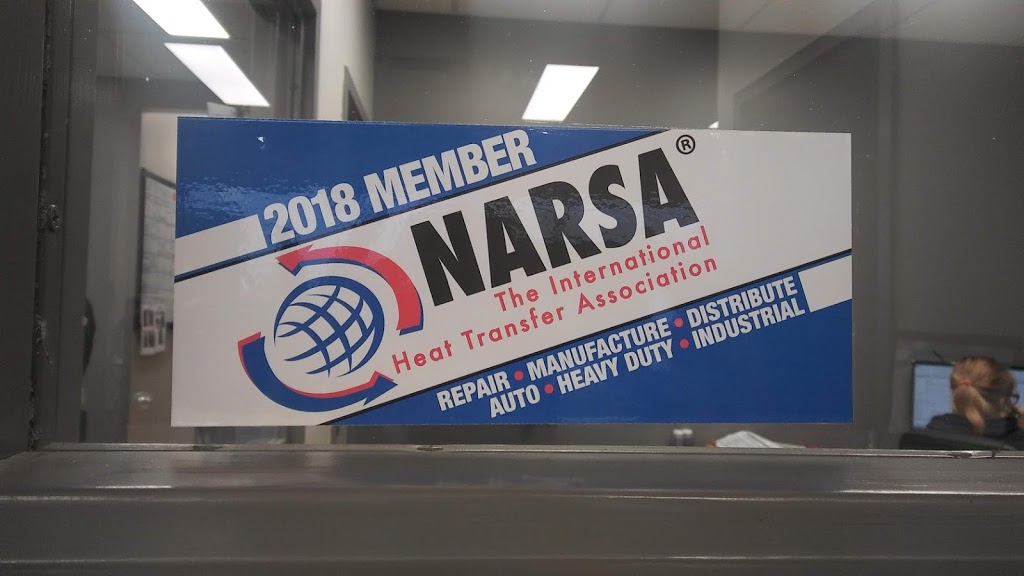 2018 MEMBER
NARSA®
The International
Heat Transfer Association
REPAIR • MANUFACTURE • DISTRIBUTE
AUTO • HEAVY DUTY • INDUSTRIAL